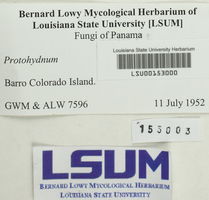 Bernard Lowy Mycological Herbarium of
Louisiana State University [LSUM]
Fungi of Panama
Louisiana State University Herbarium
LSU00153000
Protohydnum
Barro Colorado Island.
GWM & ALW 7596
11 July 1952
153003
LSUM
BERNARD LOWY MYCOLOGICAL HERBARIUM
LOUISIANA STATE UNIVERSITY